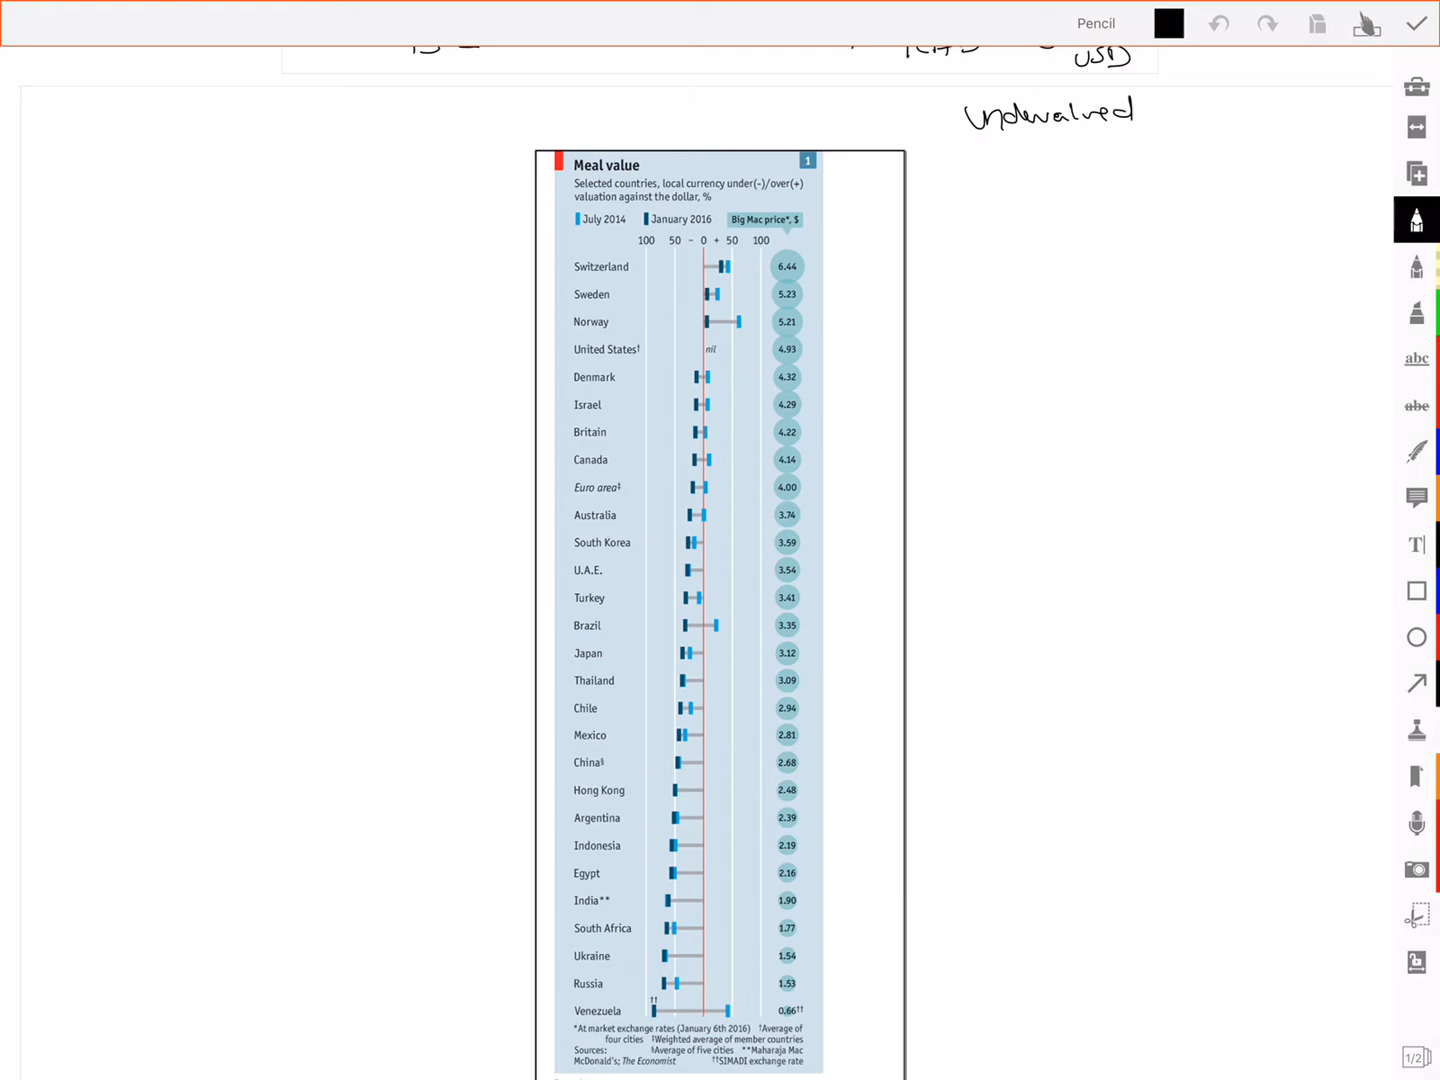 Pencil
USD
undervalued
Meal value
1
Selected countries, local currency under(-)/over(+)
valuation against the dollar, %
July 2014 January 2016 Big Mac price*, $
100 50 – 0 + 50 100
Switzerland 6.44
Sweden 5.23
Norway 5.21
United States† nil 4.93
Denmark 4.32
Israel 4.29
Britain 4.22
Canada 4.14
Euro area‡ 4.00
Australia 3.74
South Korea 3.59
U.A.E. 3.54
Turkey 3.41
Brazil 3.35
Japan 3.12
Thailand 3.09
Chile 2.94
Mexico 2.81
China§ 2.68
Hong Kong 2.48
Argentina 2.39
Indonesia 2.19
Egypt 2.16
India** 1.90
South Africa 1.77
Ukraine 1.54
Russia 1.53
††
Venezuela 0.66††
*At market exchange rates (January 6th 2016) †Average of
four cities ‡Weighted average of member countries
Sources: §Average of five cities **Maharaja Mac
McDonald's; The Economist ††SIMADI exchange rate
abc
abc
T
1/2